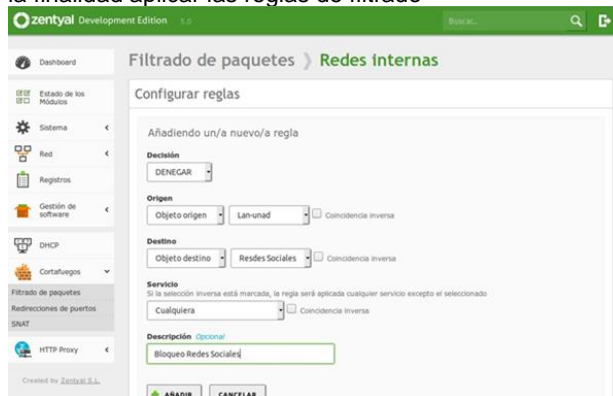 la finalidad aplicar las reglas de filtrado
zentyal Development Edition 5.0
Buscar...
Dashboard
Estado de los
Módulos
Sistema
Red
Registros
Gestión de
software
DHCP
Cortafuegos
Filtrado de paquetes
Redirecciones de puertos
SNAT
HTTP Proxy
Created by Zentyal S.L.
Filtrado de paquetes ⟩ Redes internas
Configurar reglas
Añadiendo un/a nuevo/a regla
Decisión
DENEGAR
Origen
Objeto origen Lan-unad Coincidencia inversa
Destino
Objeto destino Resdes Sociales Coincidencia inversa
Servicio
Si la selección inversa está marcada, la regla será aplicada cualquier servicio excepto el seleccionado
Cualquiera Coincidencia inversa
Descripción Opcional
Bloqueo Redes Sociales
AÑADIR CANCELAR